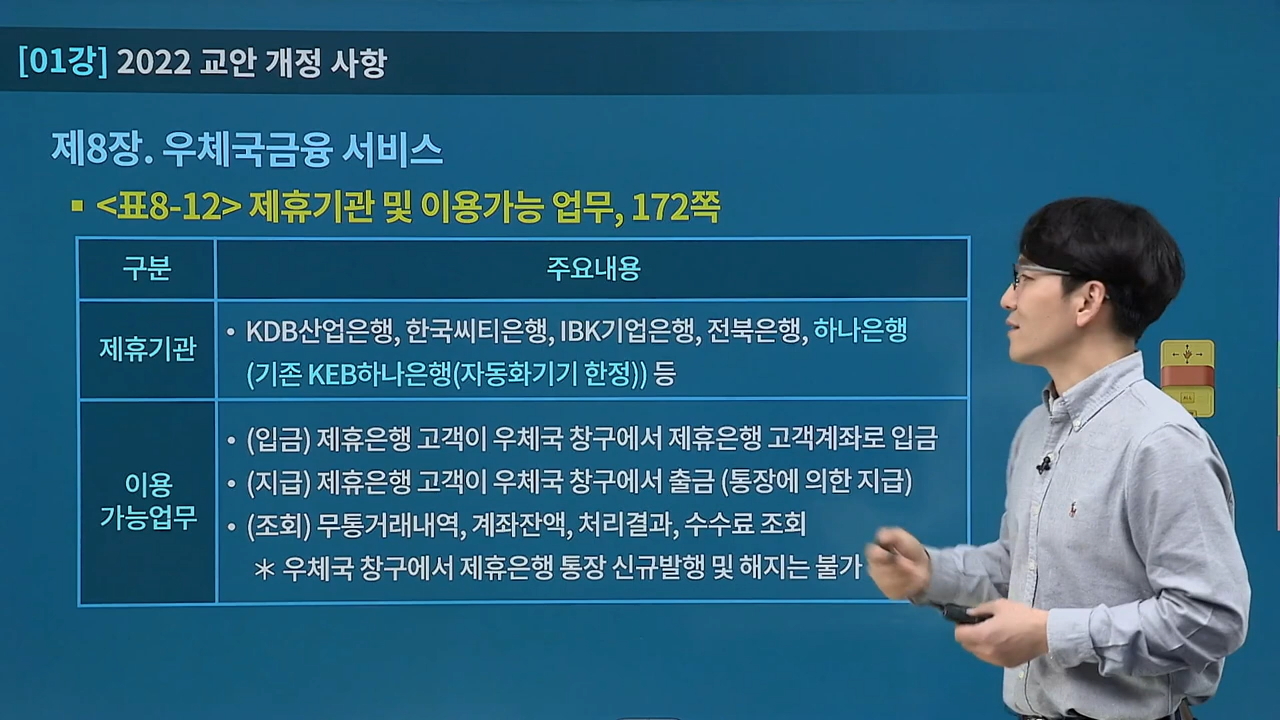 [01강] 2022 교안 개정 사항
제8장. 우체국금융 서비스
▪ <표8-12> 제휴기관 및 이용가능 업무, 172쪽
구분
주요내용
제휴기관
• KDB산업은행, 한국씨티은행, IBK기업은행, 전북은행, 하나은행
(기존 KEB하나은행(자동화기기 한정)) 등
이용
가능업무
• (입금) 제휴은행 고객이 우체국 창구에서 제휴은행 고객계좌로 입금
• (지급) 제휴은행 고객이 우체국 창구에서 출금 (통장에 의한 지급)
• (조회) 무통거래내역, 계좌잔액, 처리결과, 수수료 조회
＊ 우체국 창구에서 제휴은행 통장 신규발행 및 해지는 불가